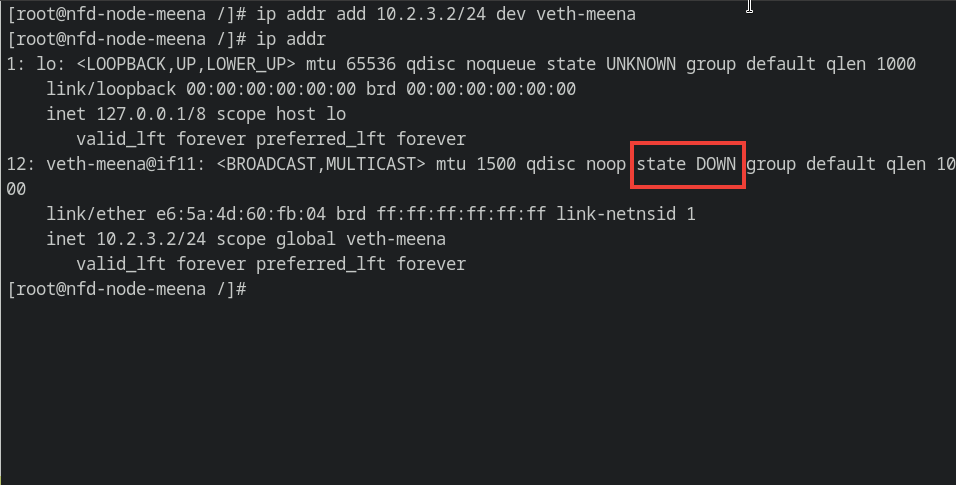 [root@nfd-node-meena /]# ip addr add 10.2.3.2/24 dev veth-meena
[root@nfd-node-meena /]# ip addr
1: lo: <LOOPBACK,UP,LOWER_UP> mtu 65536 qdisc noqueue state UNKNOWN group default qlen 1000
    link/loopback 00:00:00:00:00:00 brd 00:00:00:00:00:00
    inet 127.0.0.1/8 scope host lo
       valid_lft forever preferred_lft forever
12: veth-meena@if11: <BROADCAST,MULTICAST> mtu 1500 qdisc noop state DOWN group default qlen 10
00
    link/ether e6:5a:4d:60:fb:04 brd ff:ff:ff:ff:ff:ff link-netnsid 1
    inet 10.2.3.2/24 scope global veth-meena
       valid_lft forever preferred_lft forever
[root@nfd-node-meena /]#